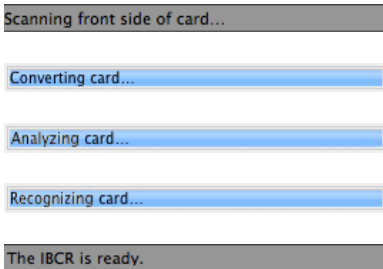 Scanning front side of card...
Converting card...
Analyzing card...
Recognizing card...
The IBCR is ready.